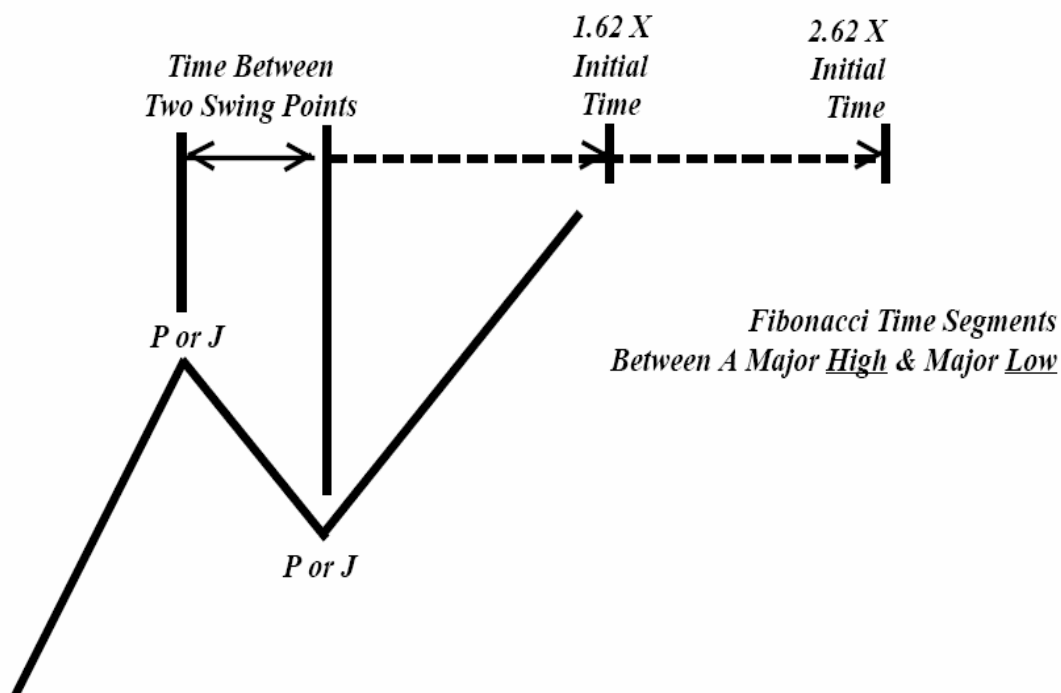 Time Between
Two Swing Points
1.62 X
Initial
Time
2.62 X
Initial
Time
P or J
Fibonacci Time Segments
Between A Major High & Major Low
P or J